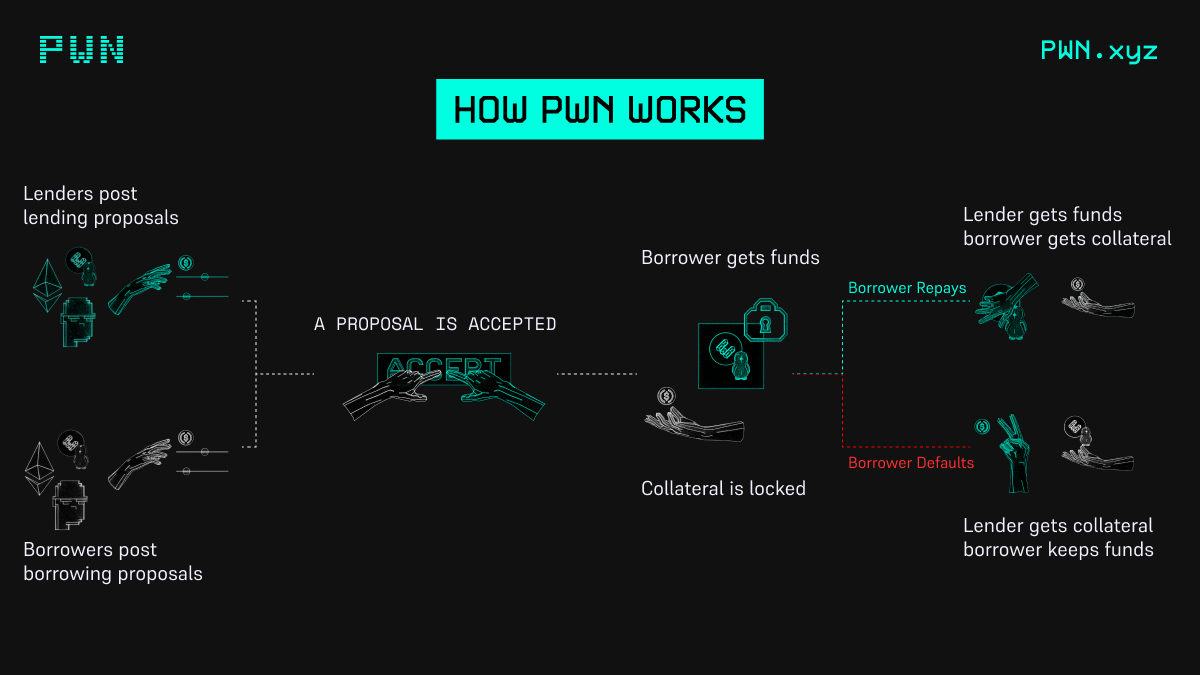 PWN
PWN.xyz
HOW PWN WORKS
Lenders post
lending proposals
Borrowers post
borrowing proposals
A PROPOSAL IS ACCEPTED
ACCEPT
Borrower gets funds
Collateral is locked
Borrower Repays
Lender gets funds
borrower gets collateral
Borrower Defaults
Lender gets collateral
borrower keeps funds